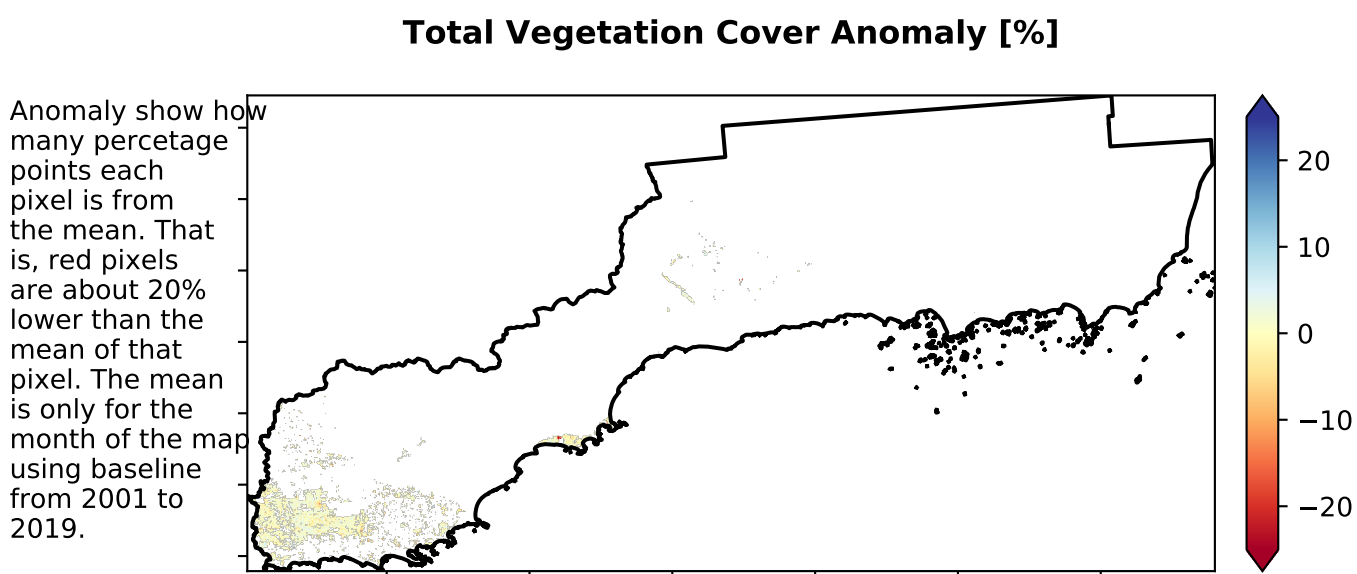 Total Vegetation Cover Anomaly [%]
Anomaly show how
many percetage
points each
pixel is from
the mean. That
is, red pixels
are about 20%
lower than the
mean of that
pixel. The mean
is only for the
month of the map
using baseline
from 2001 to
2019.
20
10
0
−10
−20